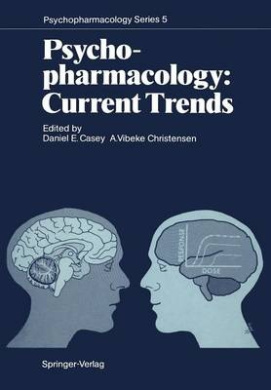 Psychopharmacology Series 5
Psycho-
pharmacology:
Current Trends
Edited by
Daniel E. Casey A. Vibeke Christensen
RESPONSE
DOSE
Springer-Verlag